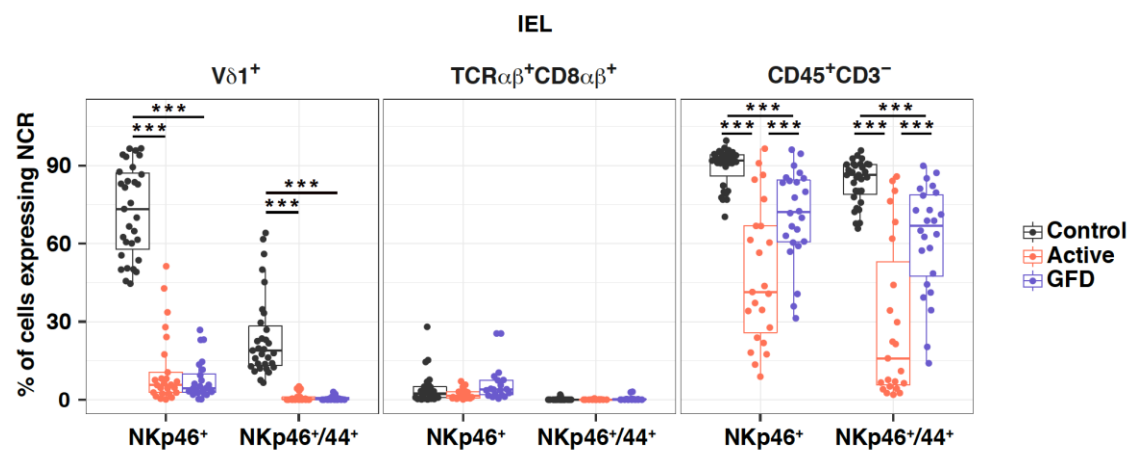 IEL
Vδ1⁺ TCRαβ⁺CD8αβ⁺ CD45⁺CD3⁻
% of cells expressing NCR
90
60
30
0
*** *** *** ***
*** *** *** *** *** ***
NKp46⁺ NKp46⁺/44⁺ NKp46⁺ NKp46⁺/44⁺ NKp46⁺ NKp46⁺/44⁺
Control
Active
GFD